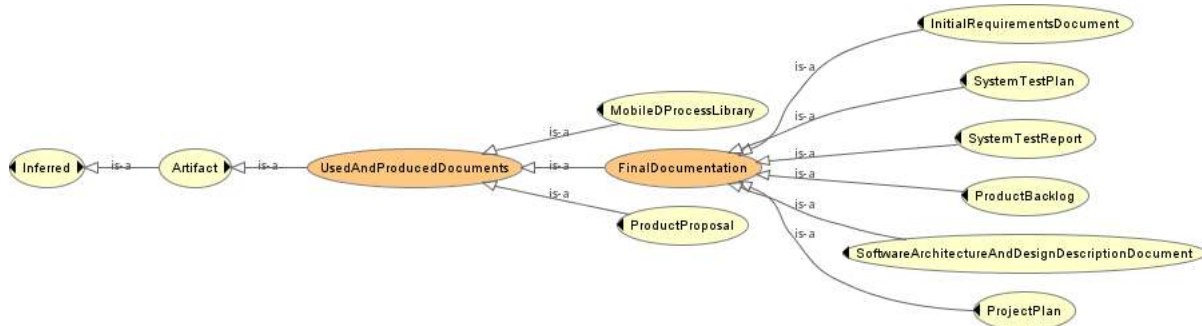 InitialRequirementsDocument
is-a
SystemTestPlan
is-a
MobileDProcessLibrary
SystemTestReport
is-a
is-a
Inferred
is-a
Artifact
is-a
UsedAndProducedDocuments
is-a
FinalDocumentation
is-a
ProductBacklog
is-a
is-a
ProductProposal
is-a
SoftwareArchitectureAndDesignDescriptionDocument
ProjectPlan